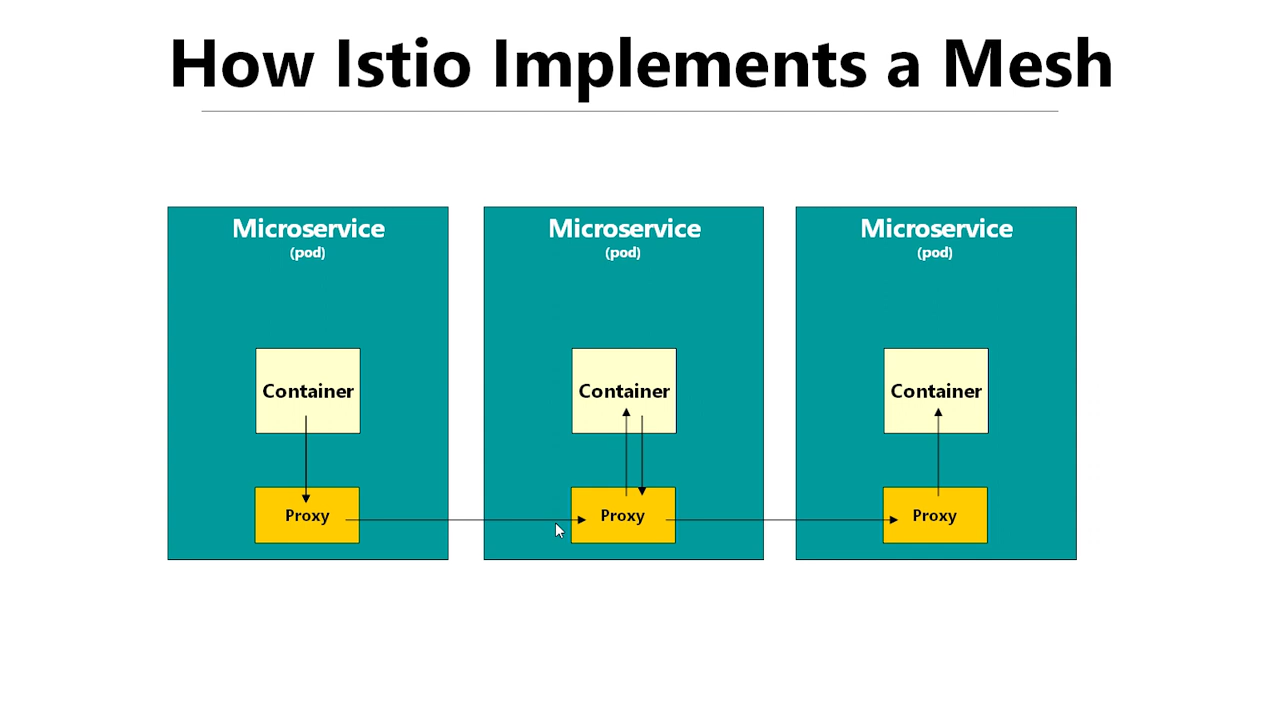 How Istio Implements a Mesh
Microservice
(pod)
Container
Proxy
Microservice
(pod)
Container
Proxy
Microservice
(pod)
Container
Proxy